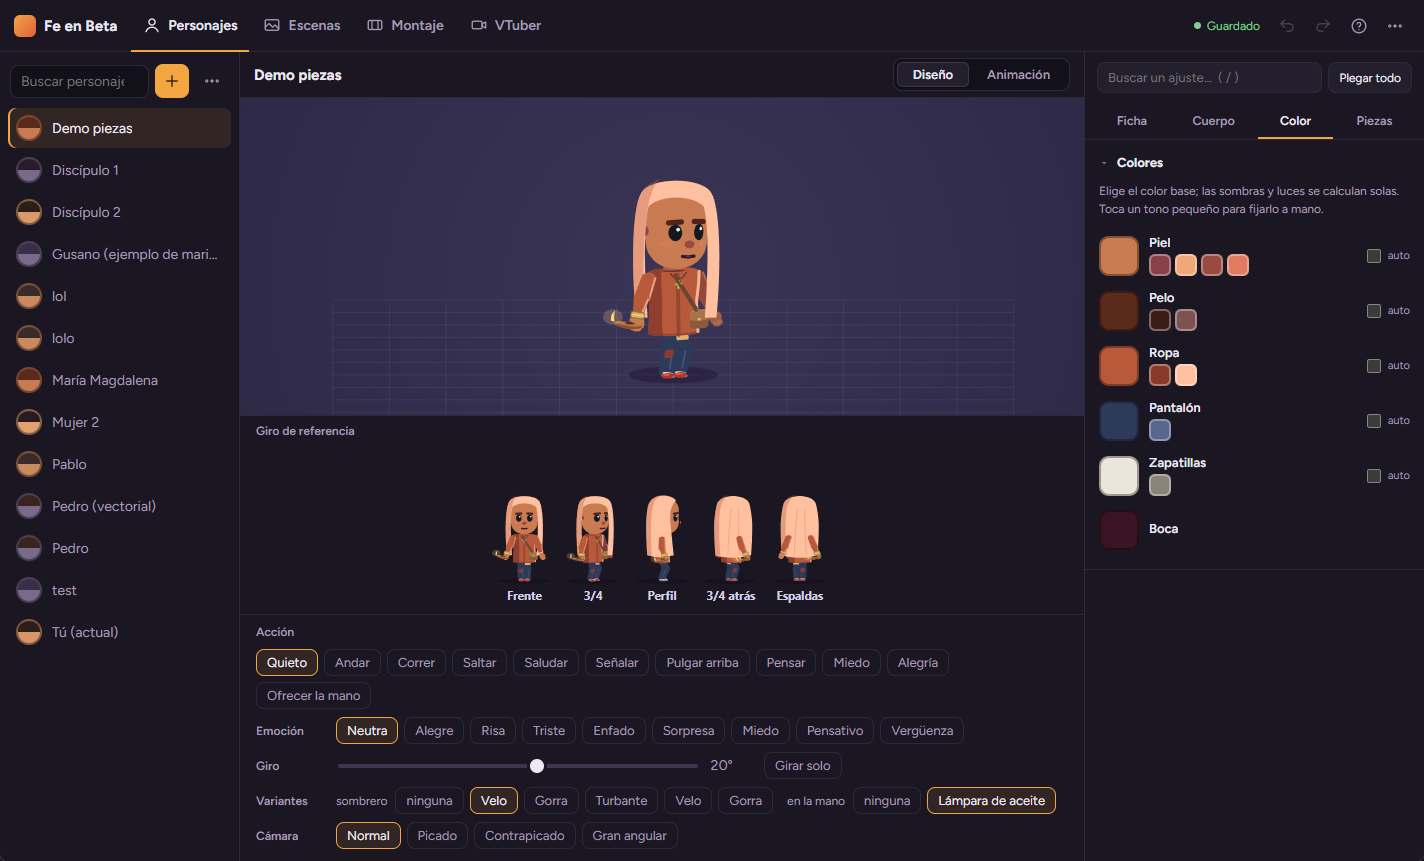 Fe en Beta
Personajes
Escenas
Montaje
VTuber
Guardado
Buscar personaje
Demo piezas
Discípulo 1
Discípulo 2
Gusano (ejemplo de mari...
lol
lolo
María Magdalena
Mujer 2
Pablo
Pedro (vectorial)
Pedro
test
Tú (actual)
Demo piezas
Diseño
Animación
Giro de referencia
Frente
3/4
Perfil
3/4 atrás
Espaldas
Acción
Quieto
Andar
Correr
Saltar
Saludar
Señalar
Pulgar arriba
Pensar
Miedo
Alegría
Ofrecer la mano
Emoción
Neutra
Alegre
Risa
Triste
Enfado
Sorpresa
Miedo
Pensativo
Vergüenza
Giro
20°
Girar solo
Variantes
sombrero
ninguna
Velo
Gorra
Turbante
Velo
Gorra
en la mano
ninguna
Lámpara de aceite
Cámara
Normal
Picado
Contrapicado
Gran angular
Buscar un ajuste... ( / )
Plegar todo
Ficha
Cuerpo
Color
Piezas
Colores
Elige el color base; las sombras y luces se calculan solas.
Toca un tono pequeño para fijarlo a mano.
Piel
auto
Pelo
auto
Ropa
auto
Pantalón
auto
Zapatillas
auto
Boca